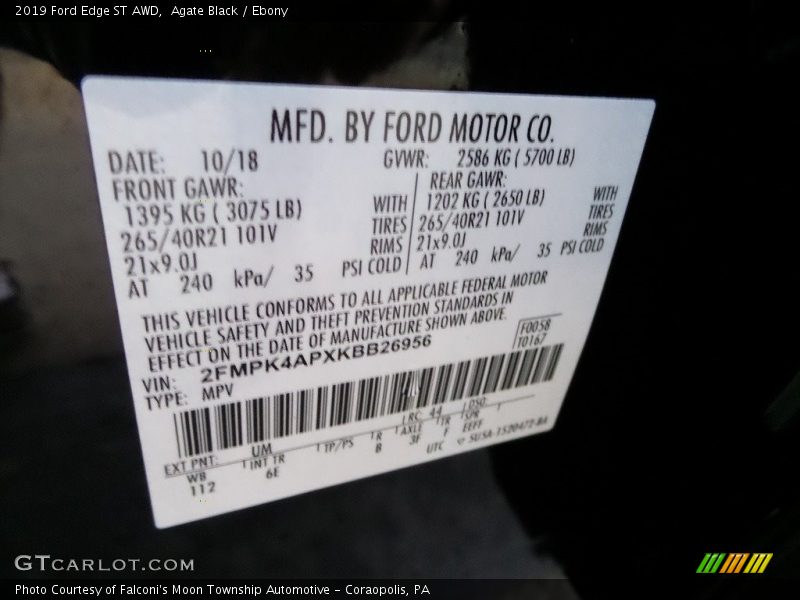 2019 Ford Edge ST AWD, Agate Black / Ebony
MFD. BY FORD MOTOR CO.
DATE: 10/18 GVWR: 2586 KG ( 5700 LB)
FRONT GAWR: REAR GAWR:
1395 KG ( 3075 LB) WITH 1202 KG ( 2650 LB) WITH
265/40R21 101V TIRES 265/40R21 101V TIRES
21x9.0J RIMS 21x9.0J RIMS
AT 240 kPa/ 35 PSI COLD AT 240 kPa/ 35 PSI COLD
THIS VEHICLE CONFORMS TO ALL APPLICABLE FEDERAL MOTOR
VEHICLE SAFETY AND THEFT PREVENTION STANDARDS IN
EFFECT ON THE DATE OF MANUFACTURE SHOWN ABOVE.
F0058
T0167
VIN: 2FMPK4APXKBB26956
TYPE: MPV
EXT PNT: UM RC: 44 DSO:
WB INT TR TP/PS R AXLE TR SPR
112 6E B 3F F EEFF
UTC
GTCARLOT.COM
Photo Courtesy of Falconi's Moon Township Automotive - Coraopolis, PA